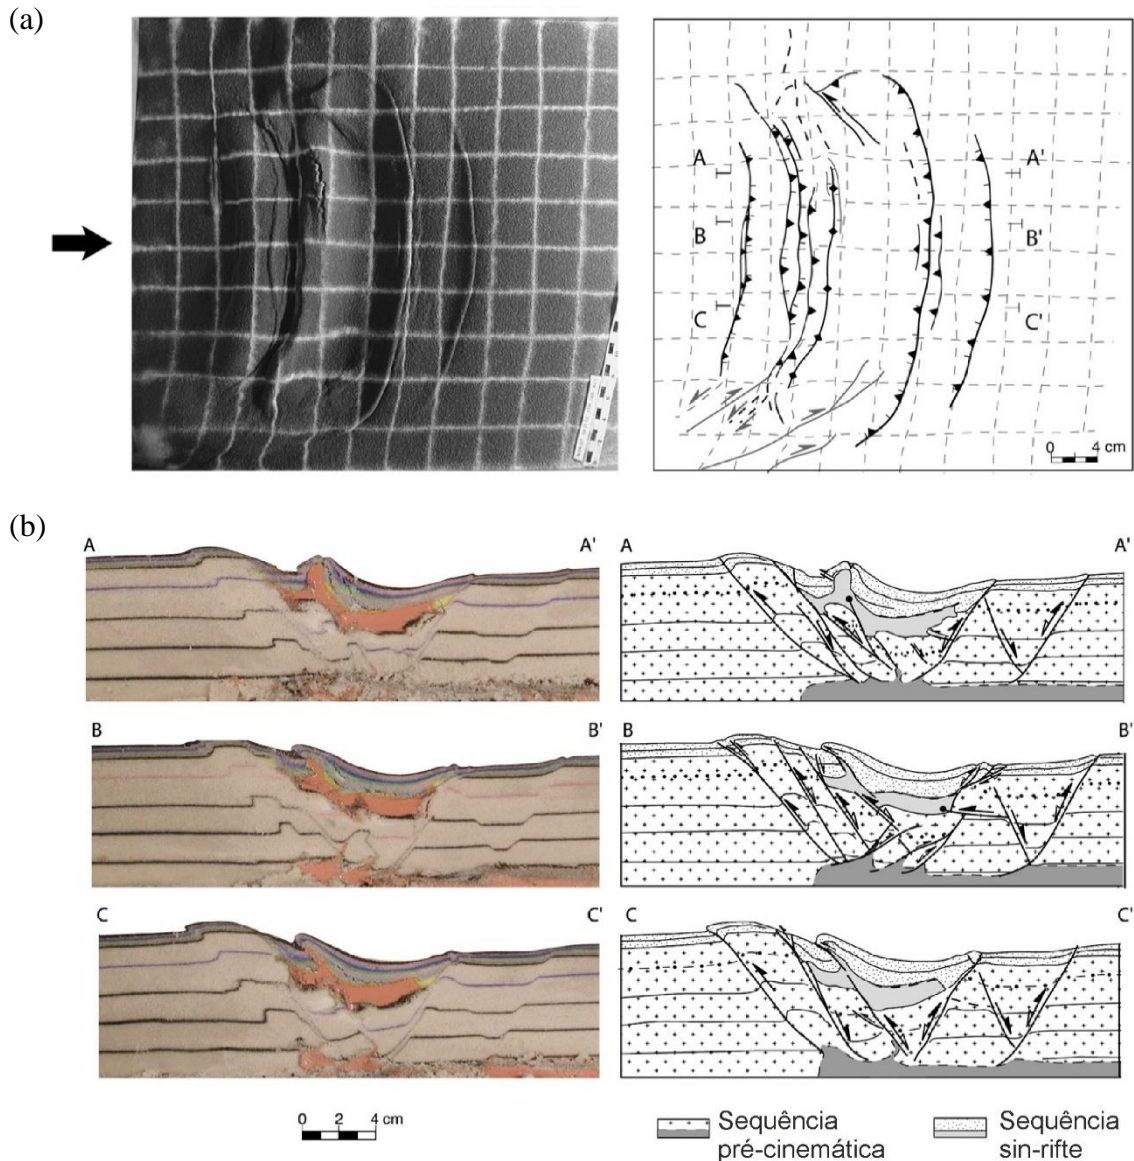 (a)
A A'
B B'
C C'
0 4 cm
(b)
A A' A A'
B B' B B'
C C' C C'
0 2 4 cm
Sequência
pré-cinemática
Sequência
sin-rifte